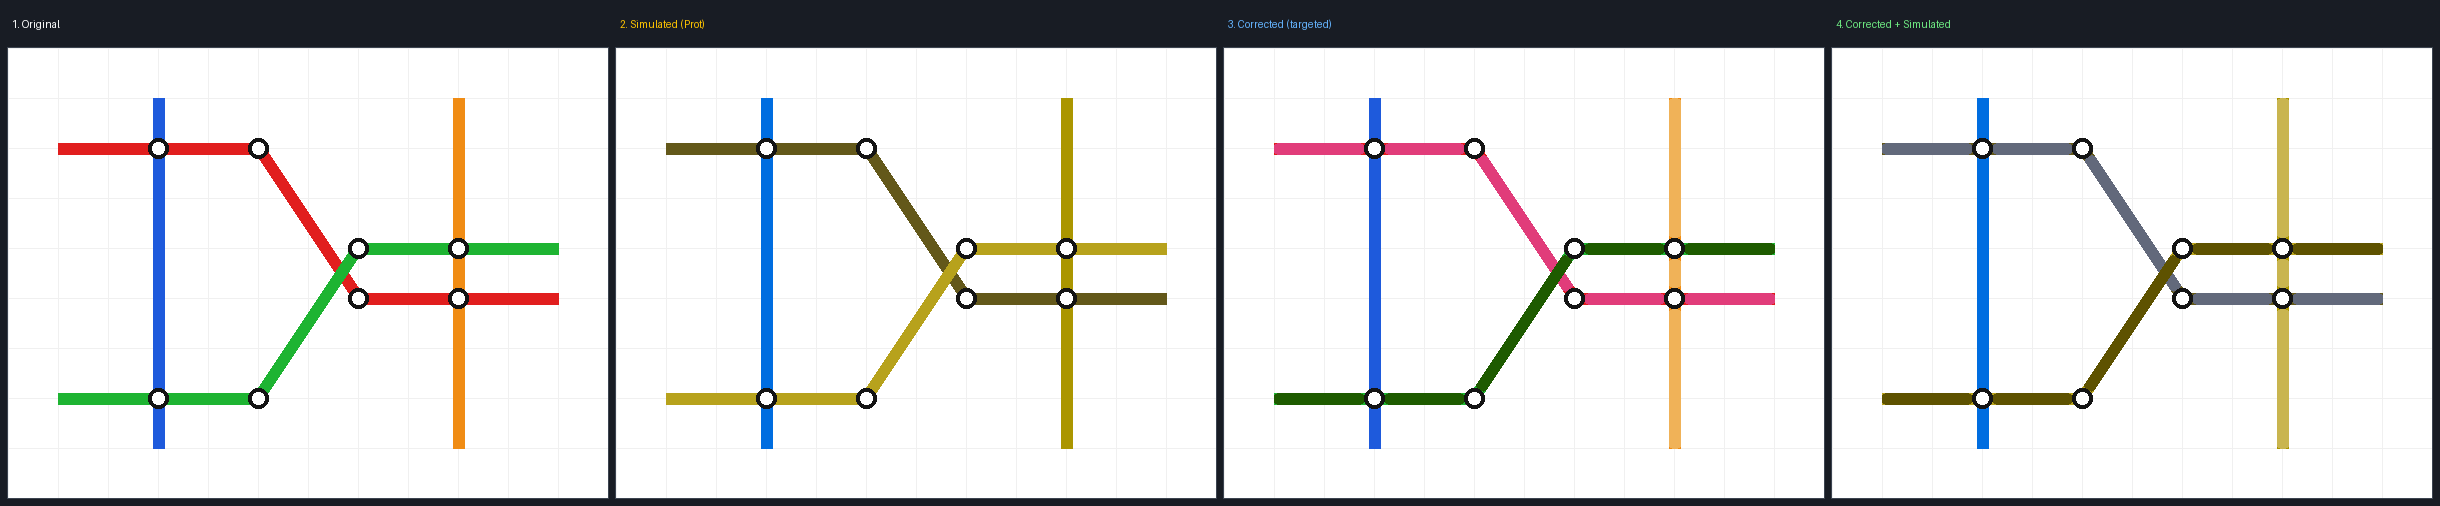 1. Original
2. Simulated (Prot)
3. Corrected (targeted)
4. Corrected + Simulated